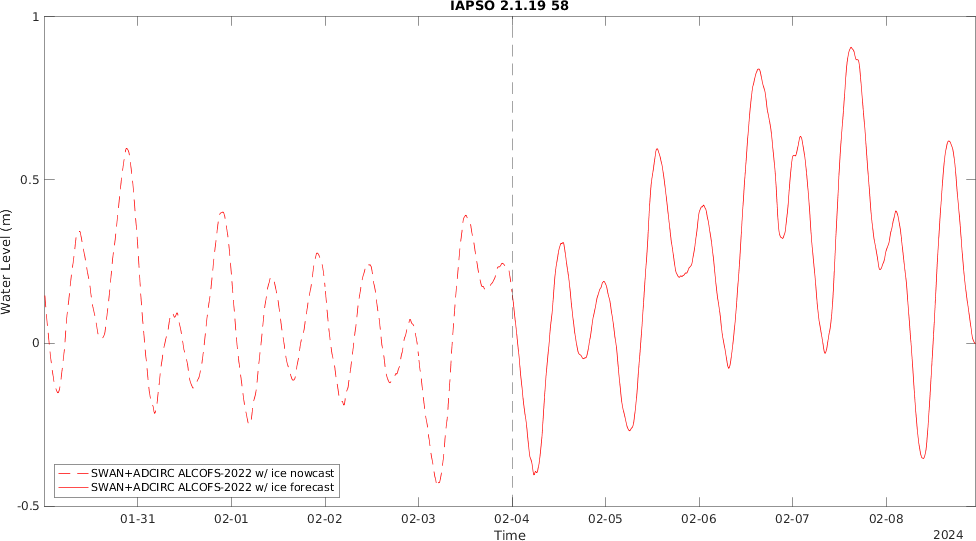 IAPSO 2.1.19 58
1
0.5
0
-0.5
Water Level (m)
SWAN+ADCIRC ALCOFS-2022 w/ ice nowcast
SWAN+ADCIRC ALCOFS-2022 w/ ice forecast
01-31 02-01 02-02 02-03 02-04 02-05 02-06 02-07 02-08
Time
2024